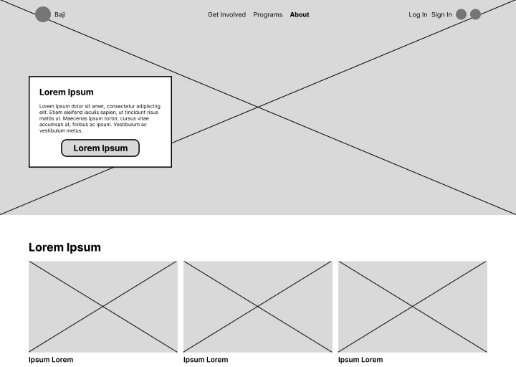 Baji
Get Involved Programs About
Log in Sign In
Lorem Ipsum
Lorem ipsum dolor sit amet, consectetur adipiscing
elit. Etiam eleifend iaculis sapien, ut tincidunt risus
mattis ut. Maecenas ipsum tortor, cursus vitae
accumsan at, finibus ac ipsum. Vestibulum ac
vestibulum metus.
Lorem Ipsum
Lorem Ipsum
Ipsum Lorem
Ipsum Lorem
Ipsum Lorem